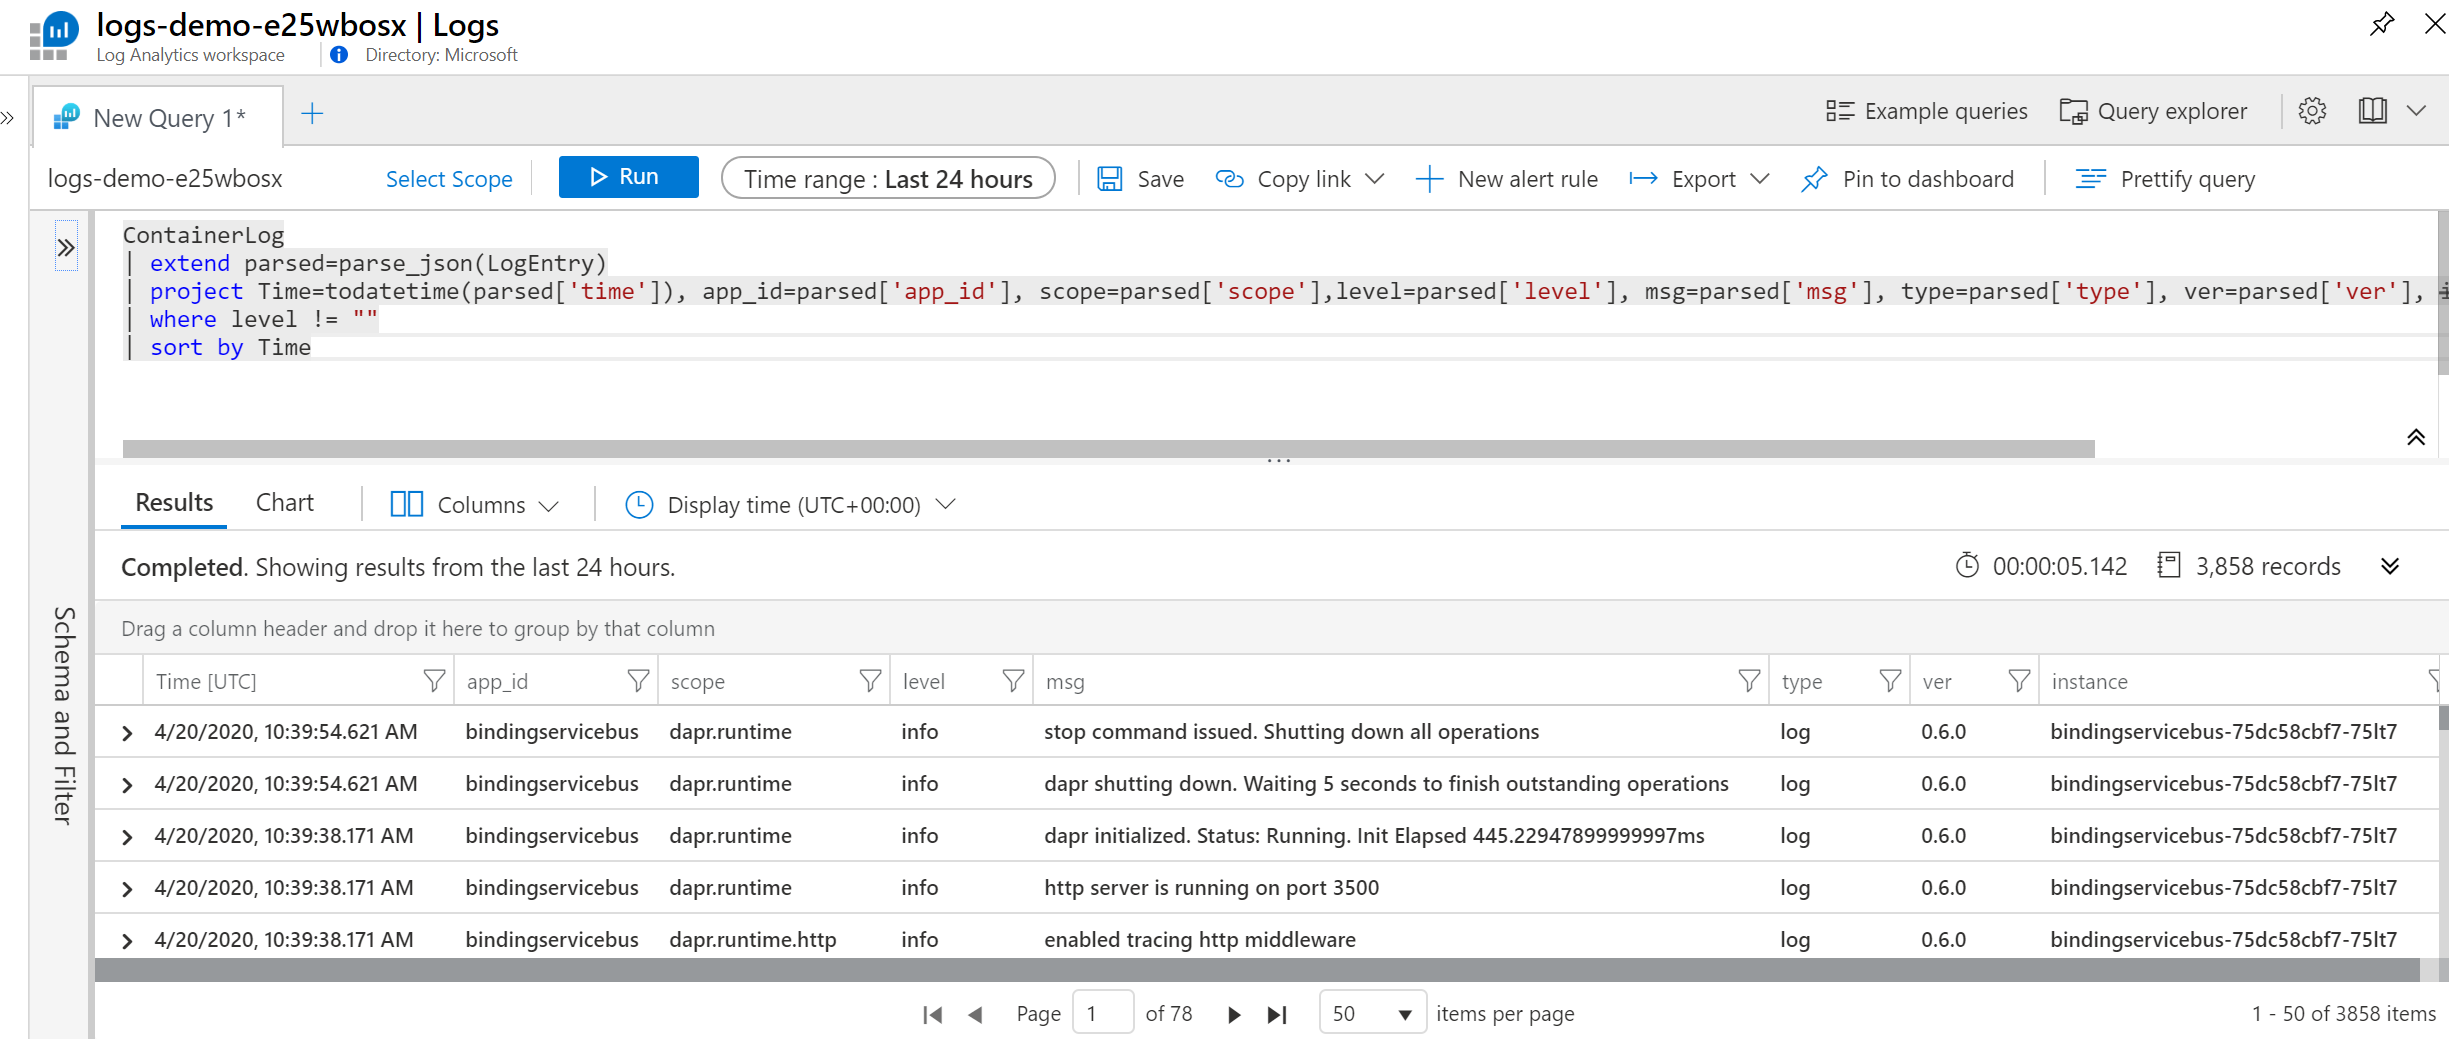 logs-demo-e25wbosx | Logs
Log Analytics workspace Directory: Microsoft
New Query 1* Example queries Query explorer
logs-demo-e25wbosx Select Scope Run Time range : Last 24 hours Save Copy link New alert rule Export Pin to dashboard Prettify query
ContainerLog
| extend parsed=parse_json(LogEntry)
| project Time=todatetime(parsed['time']), app_id=parsed['app_id'], scope=parsed['scope'],level=parsed['level'], msg=parsed['msg'], type=parsed['type'], ver=parsed['ver'],
| where level != ""
| sort by Time
Schema and Filter
Results Chart Columns Display time (UTC+00:00)
Completed. Showing results from the last 24 hours. 00:00:05.142 3,858 records
Drag a column header and drop it here to group by that column
Time [UTC] app_id scope level msg type ver instance
4/20/2020, 10:39:54.621 AM bindingservicebus dapr.runtime info stop command issued. Shutting down all operations log 0.6.0 bindingservicebus-75dc58cbf7-75lt7
4/20/2020, 10:39:54.621 AM bindingservicebus dapr.runtime info dapr shutting down. Waiting 5 seconds to finish outstanding operations log 0.6.0 bindingservicebus-75dc58cbf7-75lt7
4/20/2020, 10:39:38.171 AM bindingservicebus dapr.runtime info dapr initialized. Status: Running. Init Elapsed 445.22947899999997ms log 0.6.0 bindingservicebus-75dc58cbf7-75lt7
4/20/2020, 10:39:38.171 AM bindingservicebus dapr.runtime info http server is running on port 3500 log 0.6.0 bindingservicebus-75dc58cbf7-75lt7
4/20/2020, 10:39:38.171 AM bindingservicebus dapr.runtime.http info enabled tracing http middleware log 0.6.0 bindingservicebus-75dc58cbf7-75lt7
Page 1 of 78 50 items per page 1 - 50 of 3858 items